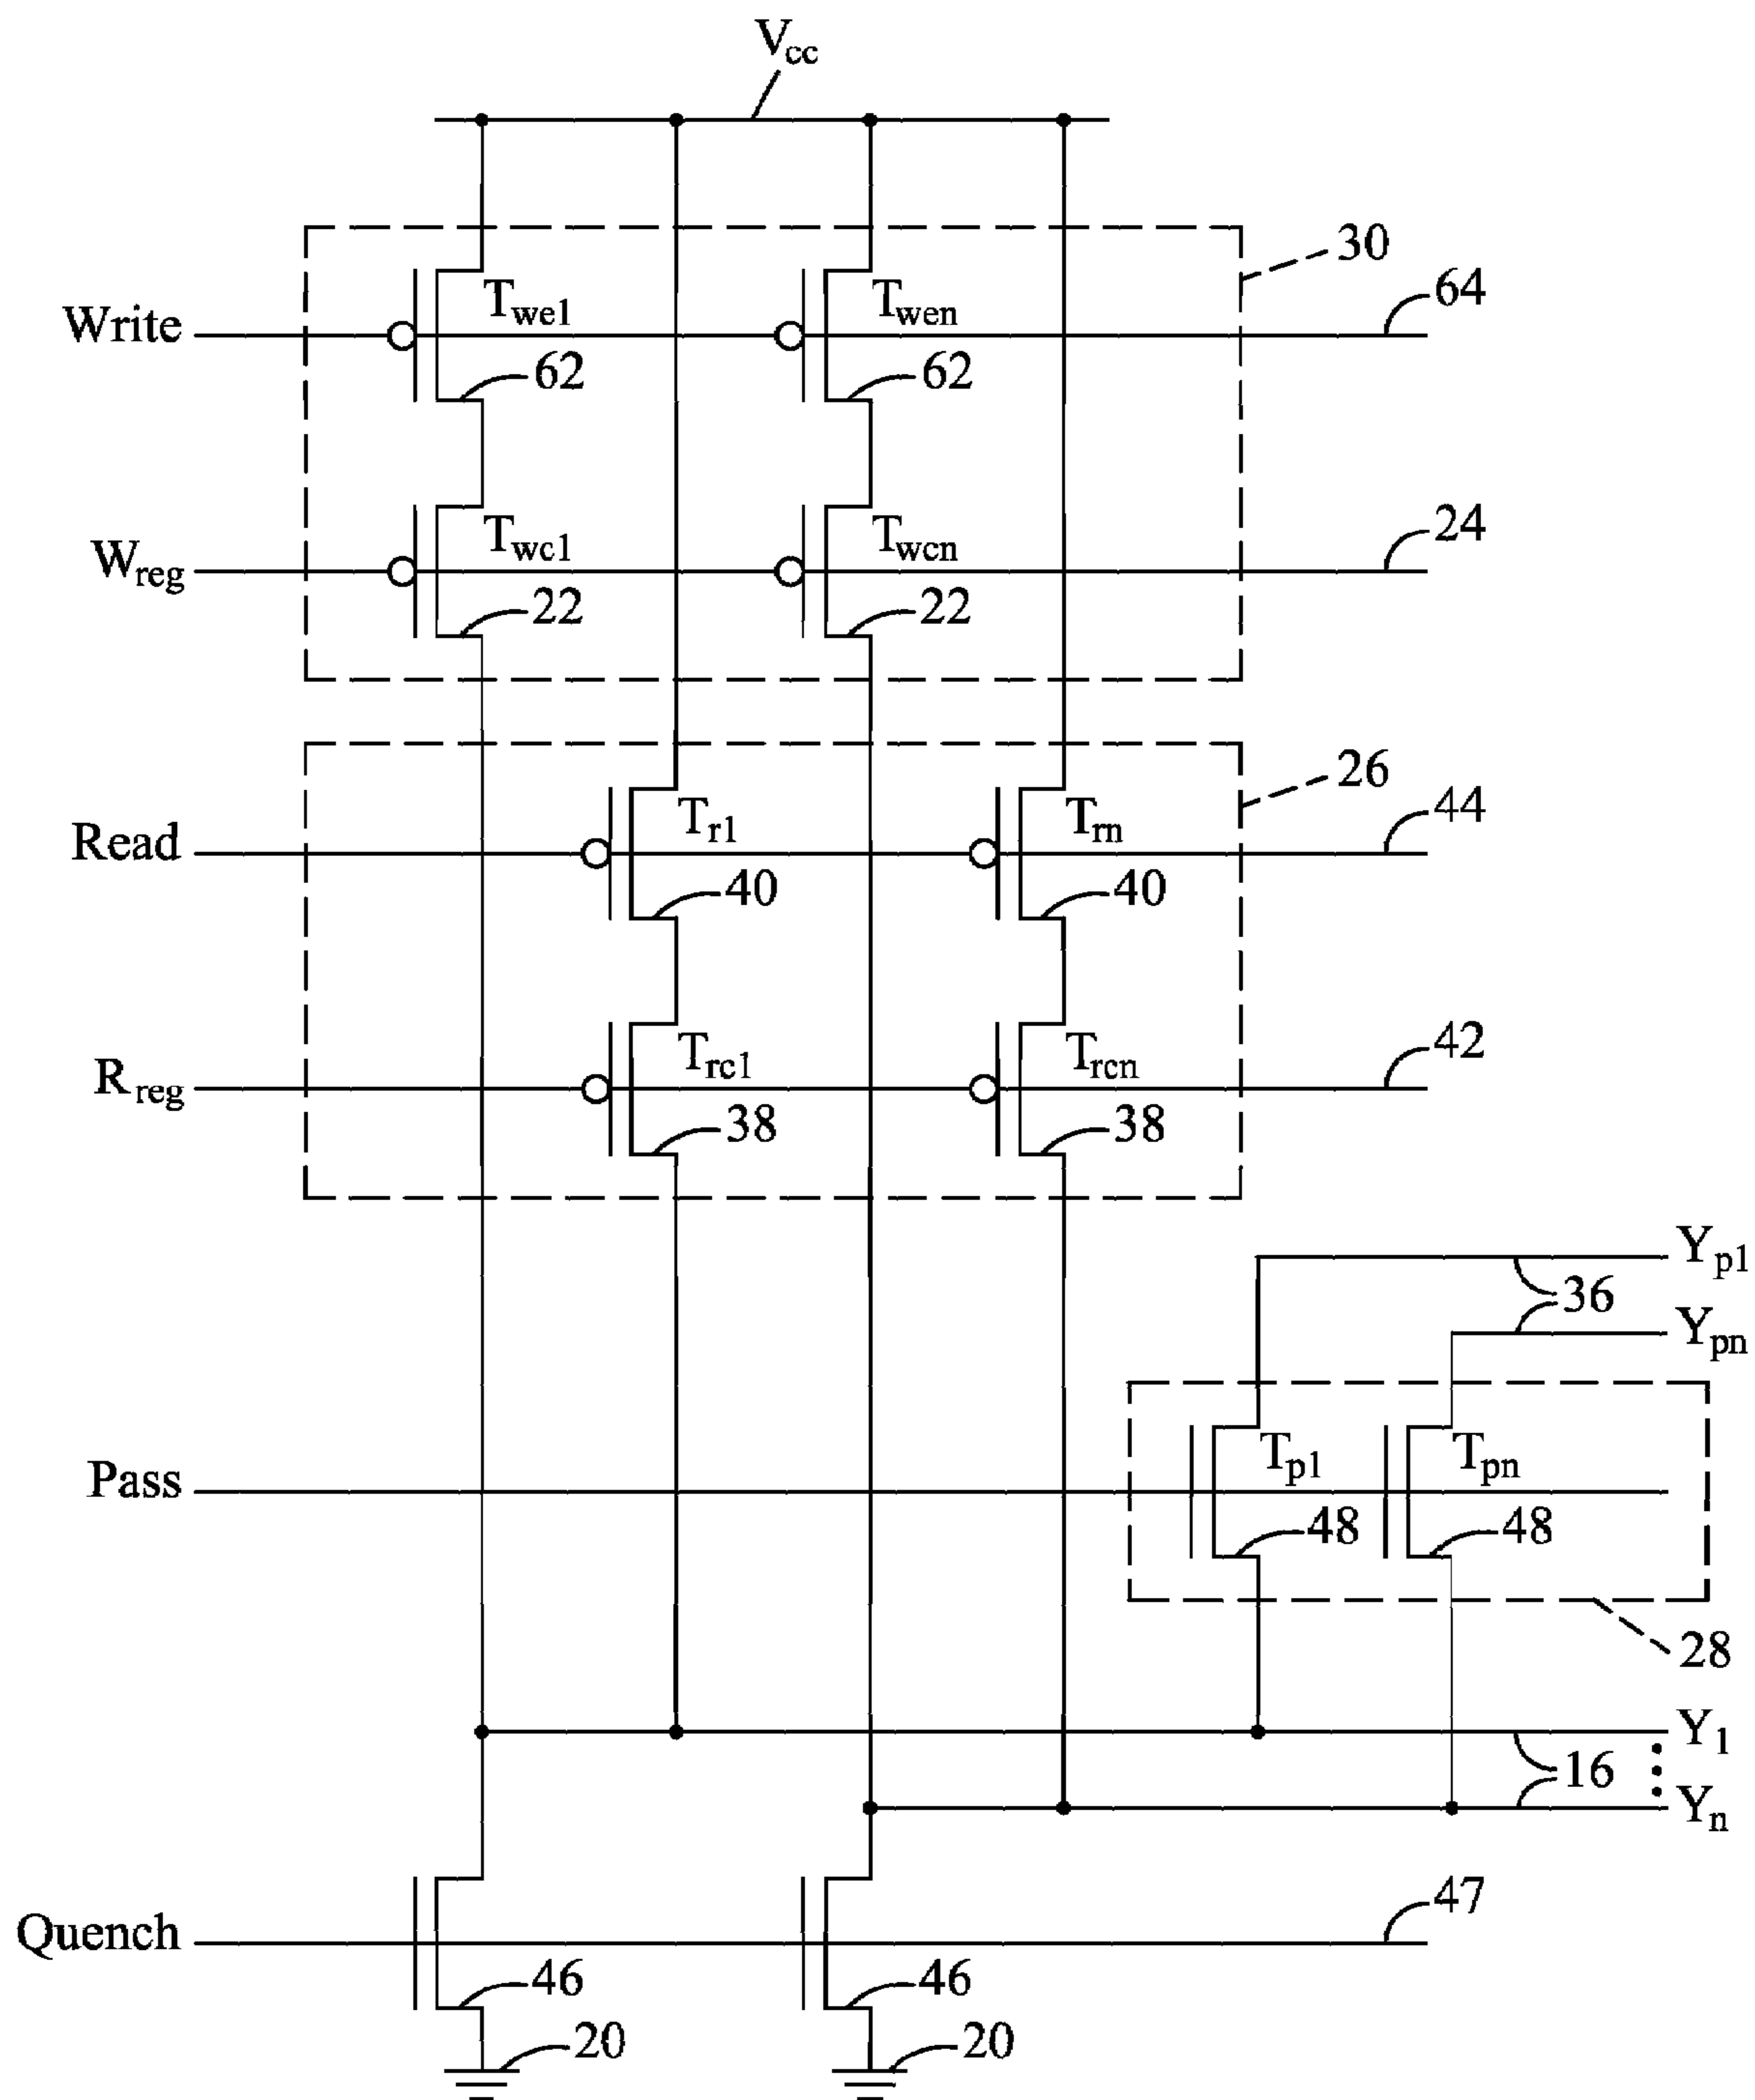 Vcc
30
Write
Twe1
Twen
64
62
62
Wreg
Twc1
Twcn
24
22
22
26
Read
Tr1
Trn
44
40
40
Rreg
Trc1
Trcn
42
38
38
Yp1
36
Ypn
Pass
Tp1
Tpn
48
48
28
Y1
16
Yn
Quench
47
46
46
20
20